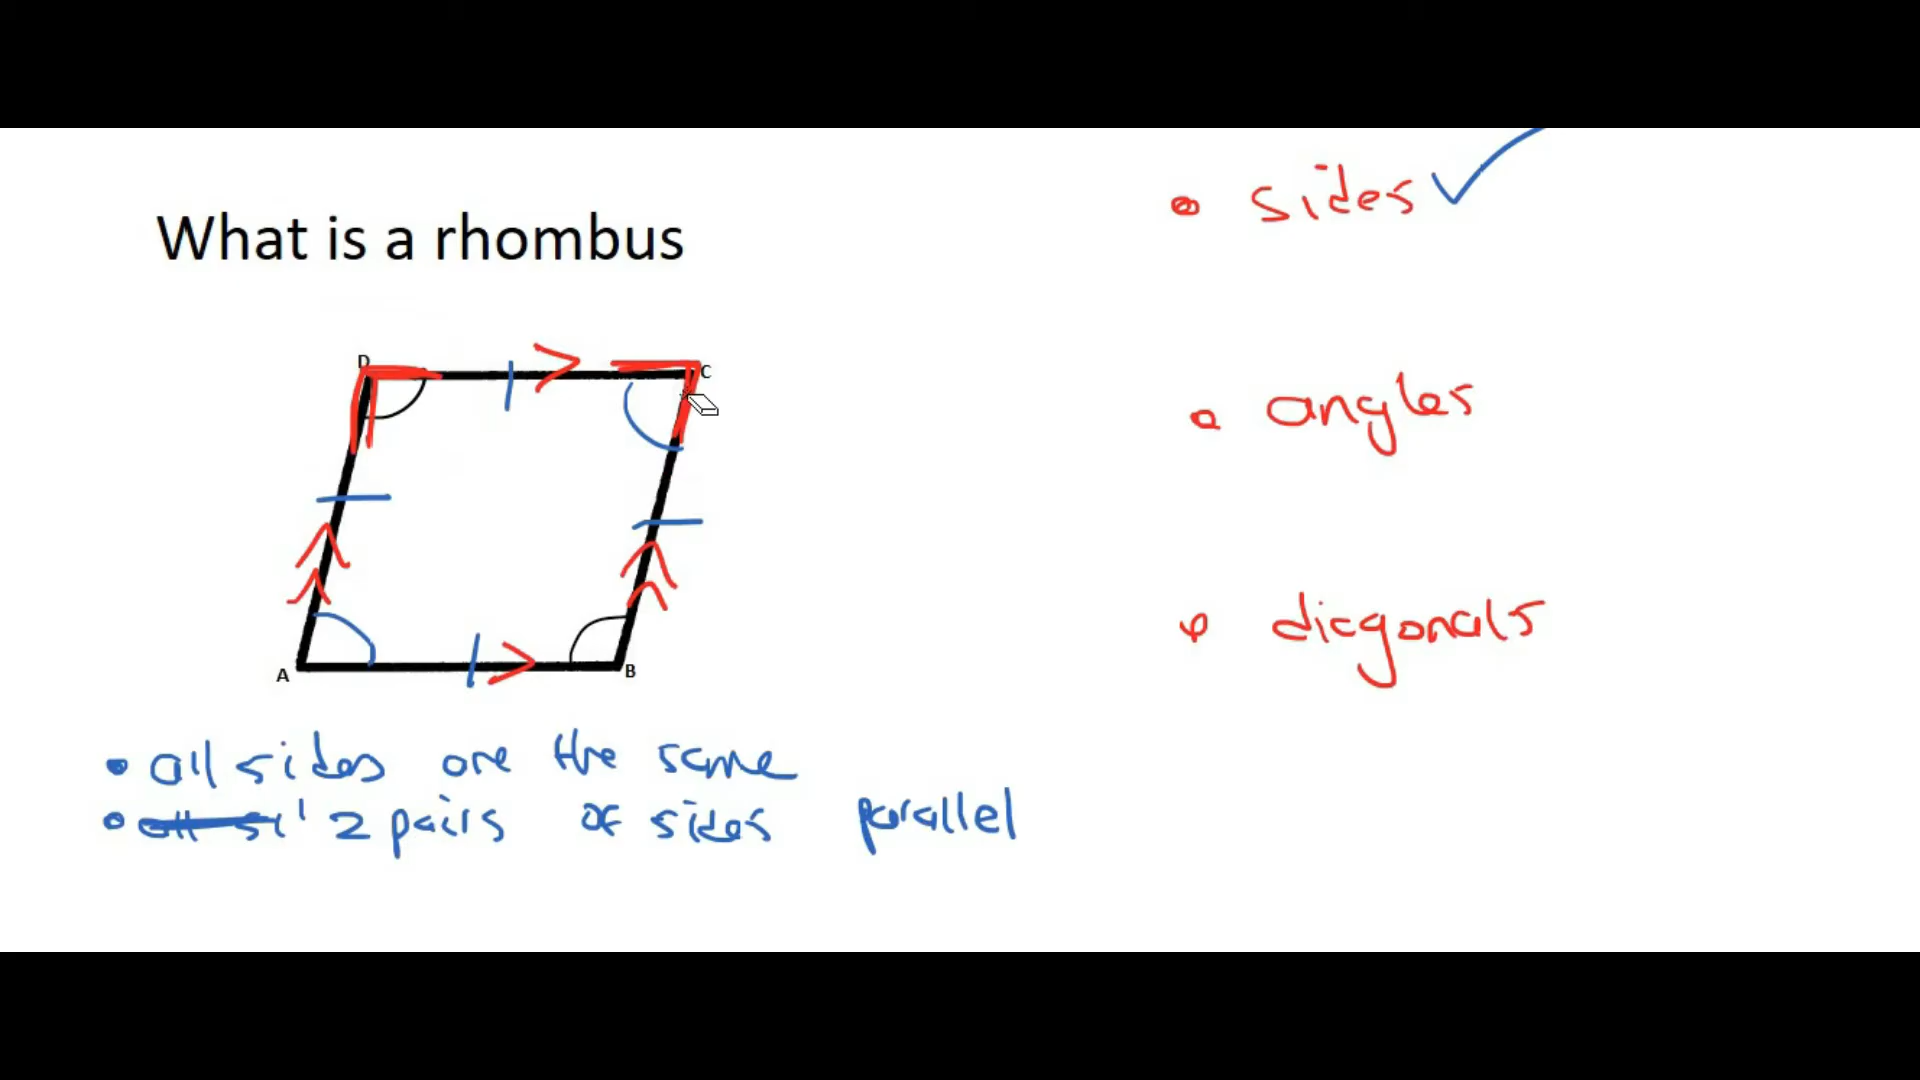 What is a rhombus
• sides ✓
D
C
• angles
• diagonals
A
B
• all sides are the same
• 2 pairs of sides parallel